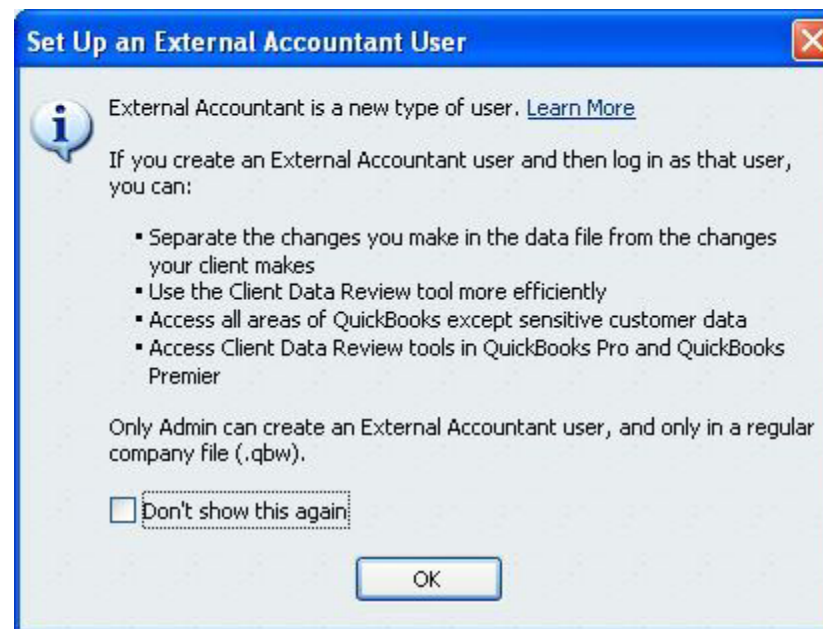 Set Up an External Accountant User
External Accountant is a new type of user. Learn More
If you create an External Accountant user and then log in as that user,
you can:
▪ Separate the changes you make in the data file from the changes
your client makes
▪ Use the Client Data Review tool more efficiently
▪ Access all areas of QuickBooks except sensitive customer data
▪ Access Client Data Review tools in QuickBooks Pro and QuickBooks
Premier
Only Admin can create an External Accountant user, and only in a regular
company file (.qbw).
Don't show this again
OK